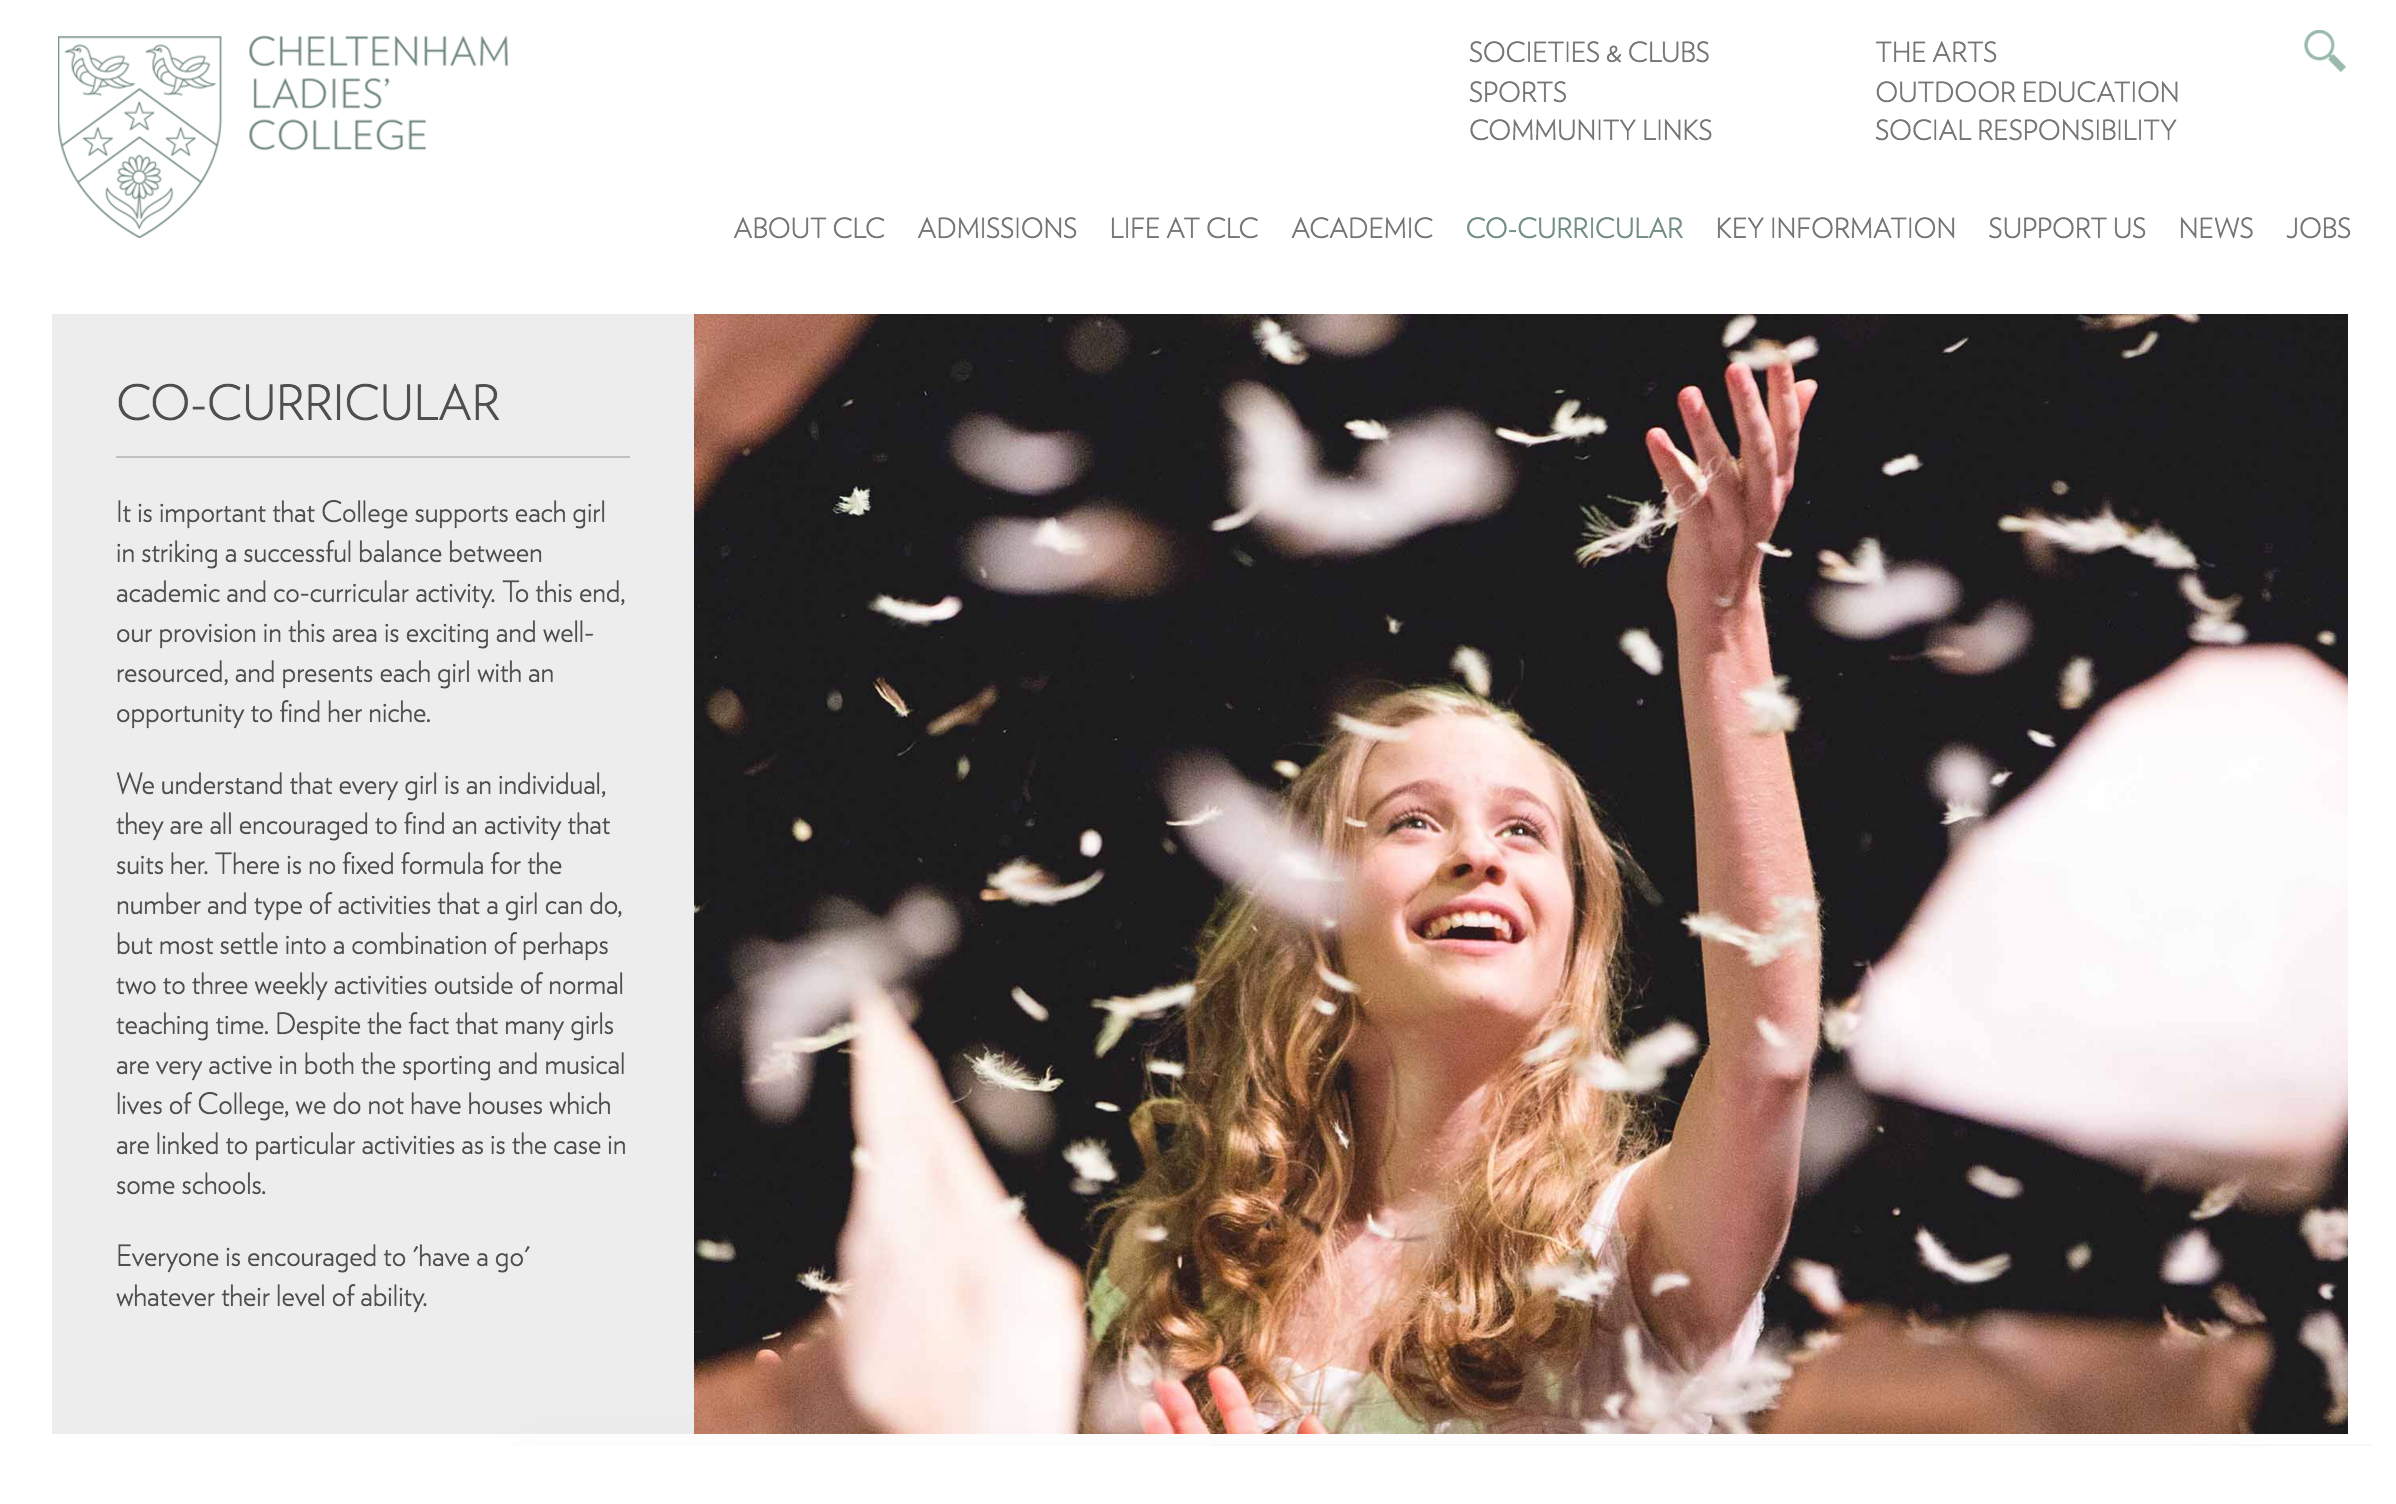 CHELTENHAM
LADIES'
COLLEGE
SOCIETIES & CLUBS
SPORTS
COMMUNITY LINKS
THE ARTS
OUTDOOR EDUCATION
SOCIAL RESPONSIBILITY
ABOUT CLC ADMISSIONS LIFE AT CLC ACADEMIC CO-CURRICULAR KEY INFORMATION SUPPORT US NEWS JOBS
CO-CURRICULAR
It is important that College supports each girl
in striking a successful balance between
academic and co-curricular activity. To this end,
our provision in this area is exciting and well-
resourced, and presents each girl with an
opportunity to find her niche.
We understand that every girl is an individual,
they are all encouraged to find an activity that
suits her. There is no fixed formula for the
number and type of activities that a girl can do,
but most settle into a combination of perhaps
two to three weekly activities outside of normal
teaching time. Despite the fact that many girls
are very active in both the sporting and musical
lives of College, we do not have houses which
are linked to particular activities as is the case in
some schools.
Everyone is encouraged to 'have a go'
whatever their level of ability.